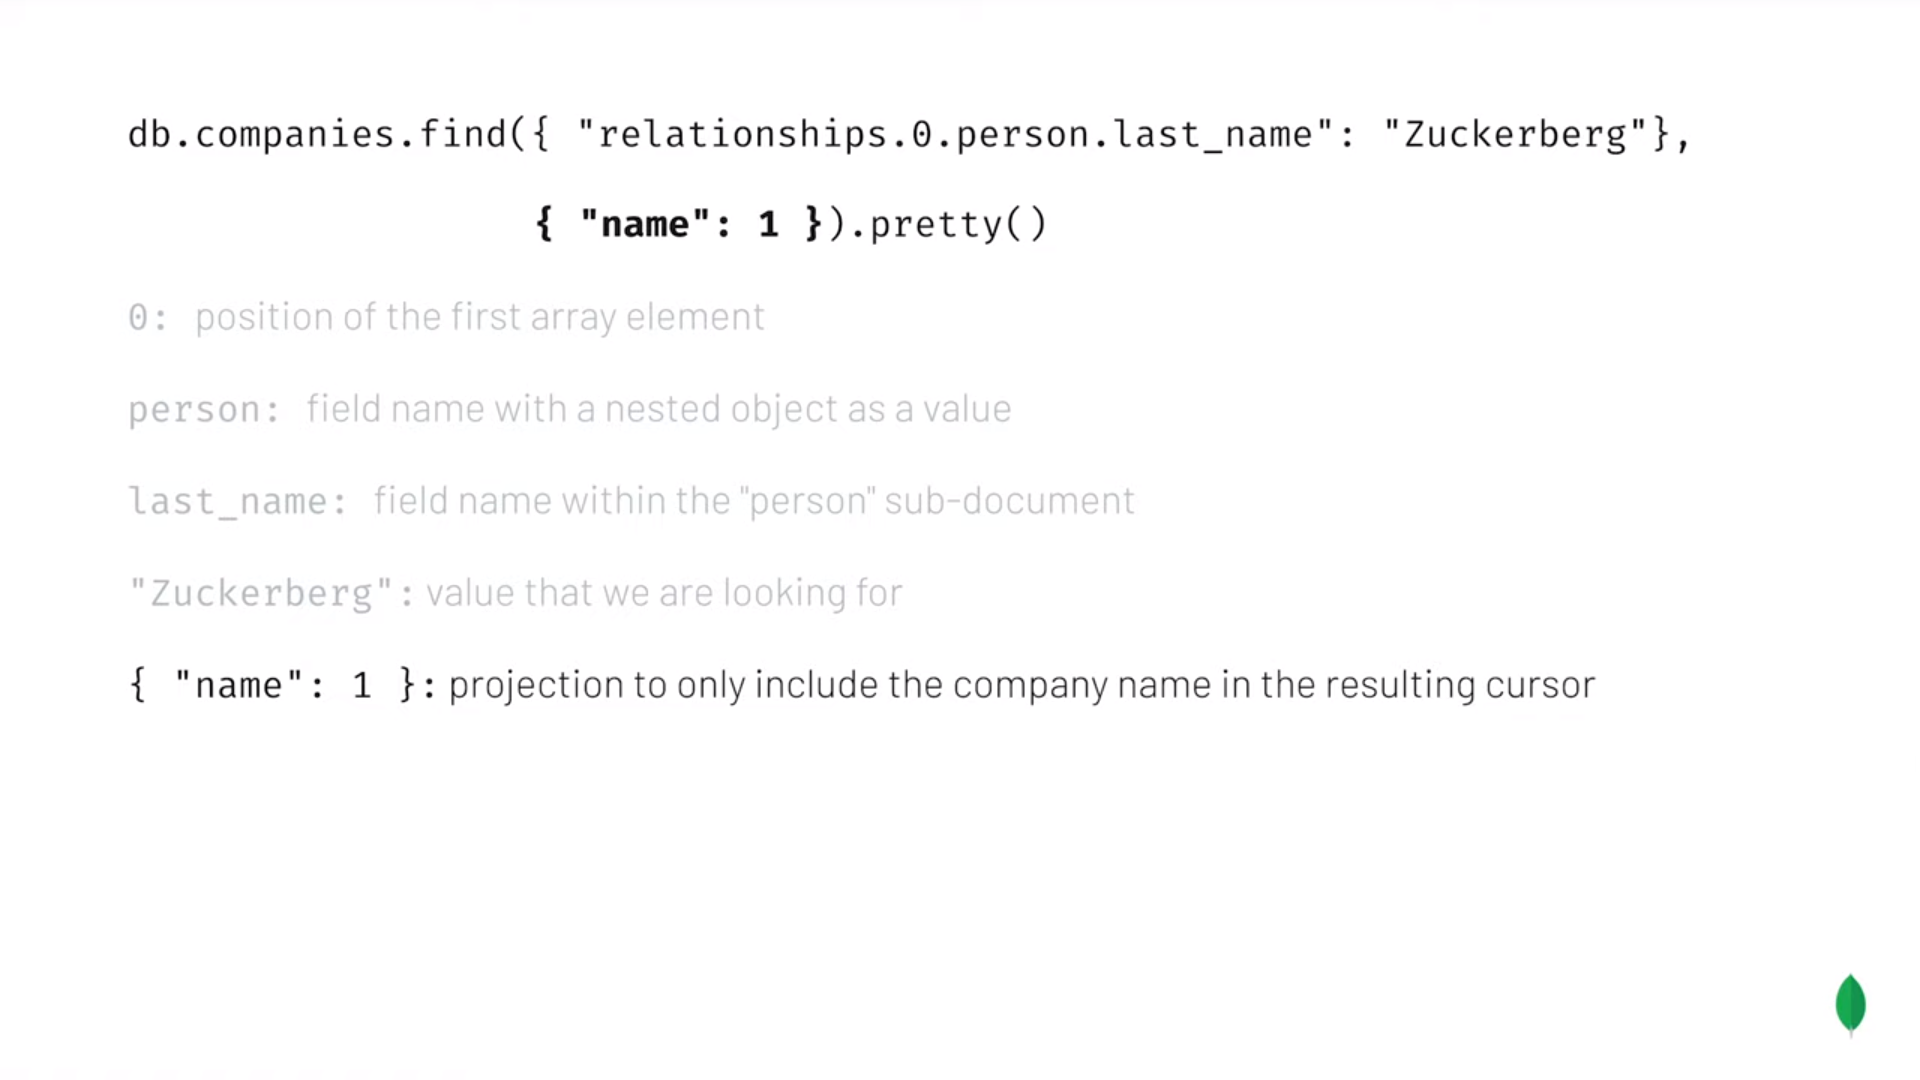 db.companies.find({ "relationships.0.person.last_name": "Zuckerberg"},
{ "name": 1 }).pretty()
0: position of the first array element
person: field name with a nested object as a value
last_name: field name within the "person" sub-document
"Zuckerberg": value that we are looking for
{ "name": 1 }: projection to only include the company name in the resulting cursor